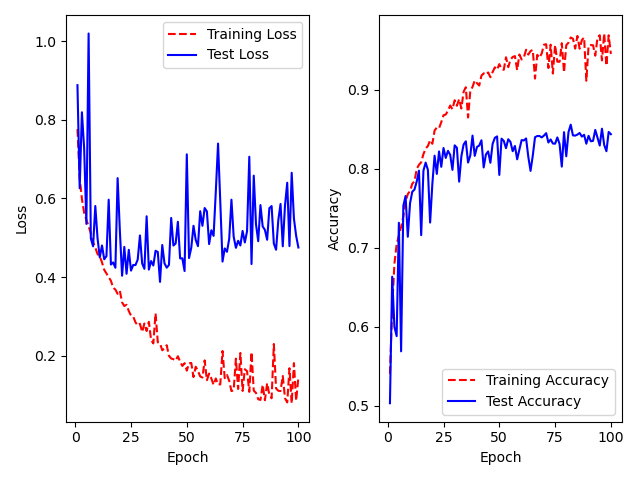 Training Loss
Test Loss
1.0
0.8
0.6
0.4
0.2
Loss
0
25
50
75
100
Epoch
0.9
0.8
0.7
0.6
0.5
Accuracy
Training Accuracy
Test Accuracy
0
25
50
75
100
Epoch